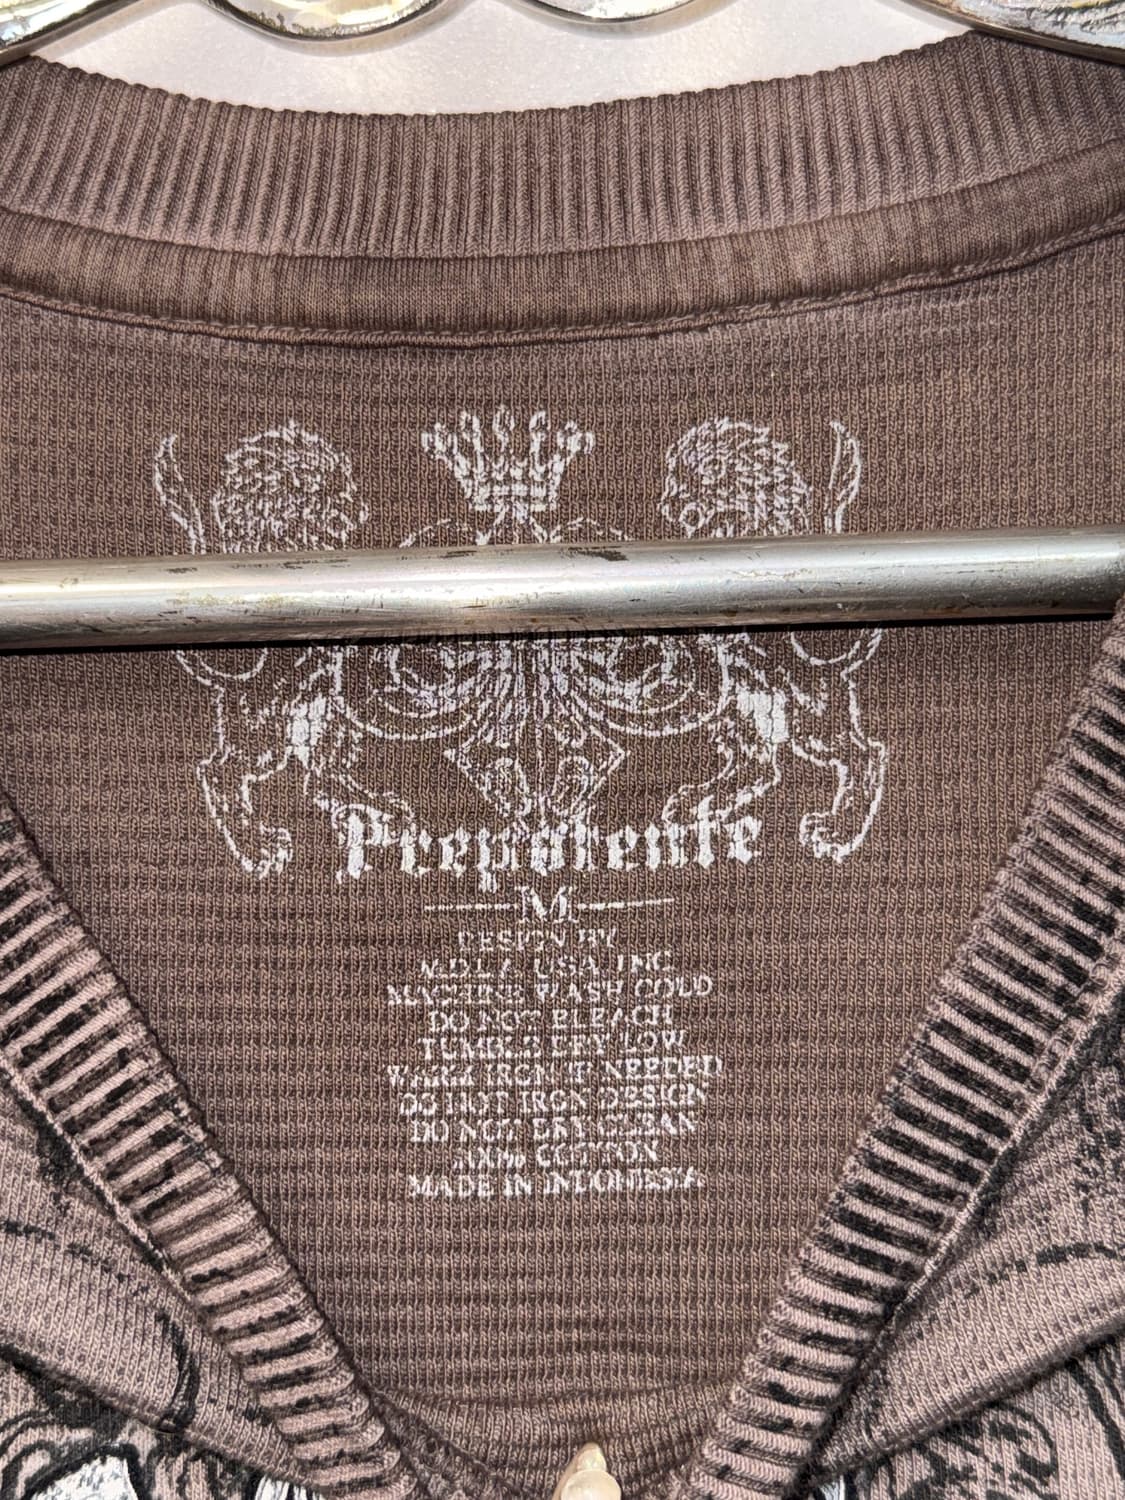 Prepotente
M
DESIGN BY
M.D.L.Z. USA. INC.
MACHINE WASH COLD
DO NOT BLEACH
TUMBLE DRY LOW
WARM IRON IF NEEDED
DO NOT IRON DESIGN
DO NOT DRY CLEAN
100% COTTON
MADE IN INDONESIA